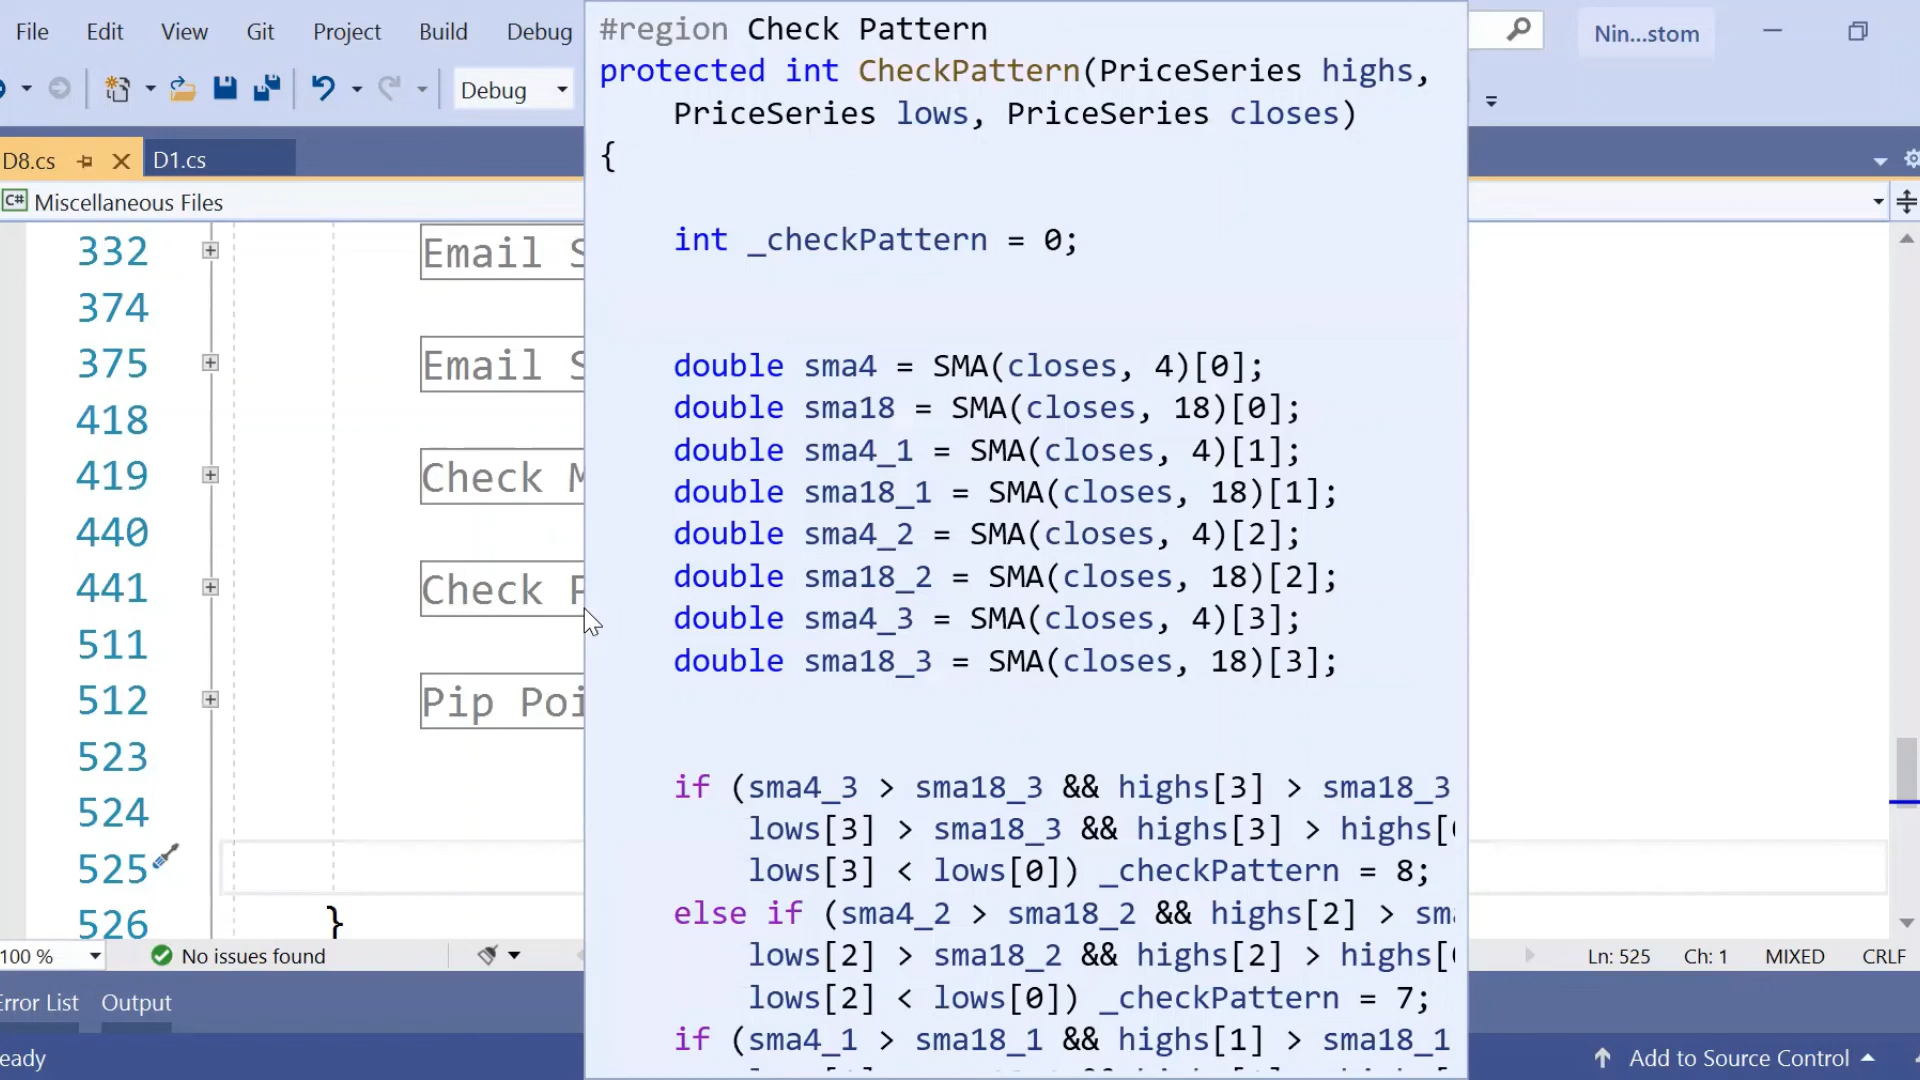 File Edit View Git Project Build Debug
Nin...stom
Debug
D8.cs D1.cs
C# Miscellaneous Files
332 Email
374
375 Email
418
419 Check
440
441 Check
511
512 Pip
523
524
525
526 }
#region Check Pattern
protected int CheckPattern(PriceSeries highs,
PriceSeries lows, PriceSeries closes)
{
int _checkPattern = 0;
double sma4 = SMA(closes, 4)[0];
double sma18 = SMA(closes, 18)[0];
double sma4_1 = SMA(closes, 4)[1];
double sma18_1 = SMA(closes, 18)[1];
double sma4_2 = SMA(closes, 4)[2];
double sma18_2 = SMA(closes, 18)[2];
double sma4_3 = SMA(closes, 4)[3];
double sma18_3 = SMA(closes, 18)[3];
if (sma4_3 > sma18_3 && highs[3] > sma18_3
lows[3] > sma18_3 && highs[3] > highs[
lows[3] < lows[0]) _checkPattern = 8;
else if (sma4_2 > sma18_2 && highs[2] >
lows[2] > sma18_2 && highs[2] > highs[
lows[2] < lows[0]) _checkPattern = 7;
if (sma4_1 > sma18_1 && highs[1] > sma18_1
100 % No issues found
Ln: 525 Ch: 1 MIXED CRLF
Error List Output
Add to Source Control